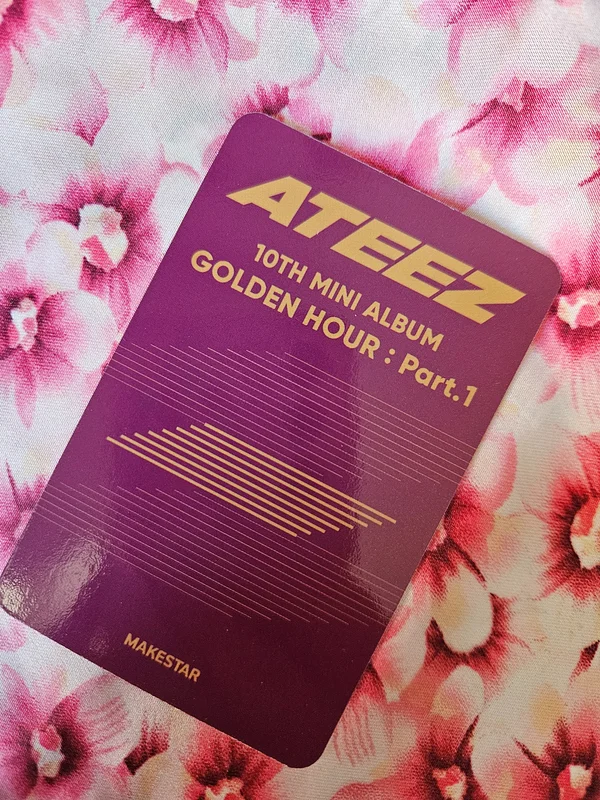 ATEEZ
10TH MINI ALBUM
GOLDEN HOUR : Part.1
MAKESTAR